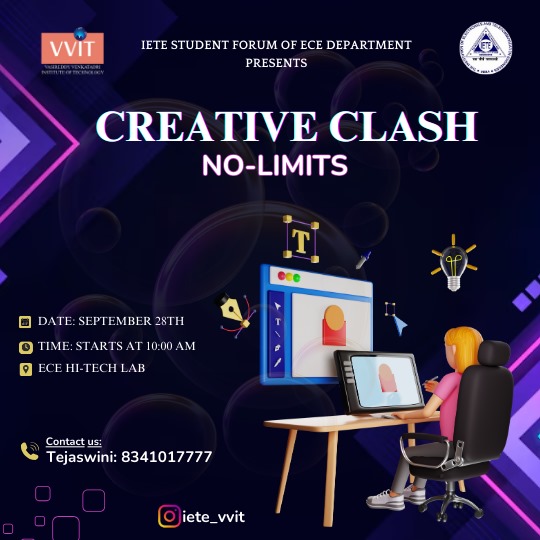 VVIT
VASIREDDY VENKATADRI
INSTITUTE OF TECHNOLOGY
IETE STUDENT FORUM OF ECE DEPARTMENT
PRESENTS
IETE
CREATIVE CLASH
NO-LIMITS
T
T
DATE: SEPTEMBER 28TH
TIME: STARTS AT 10:00 AM
ECE HI-TECH LAB
Contact us:
Tejaswini: 8341017777
iete_vvit